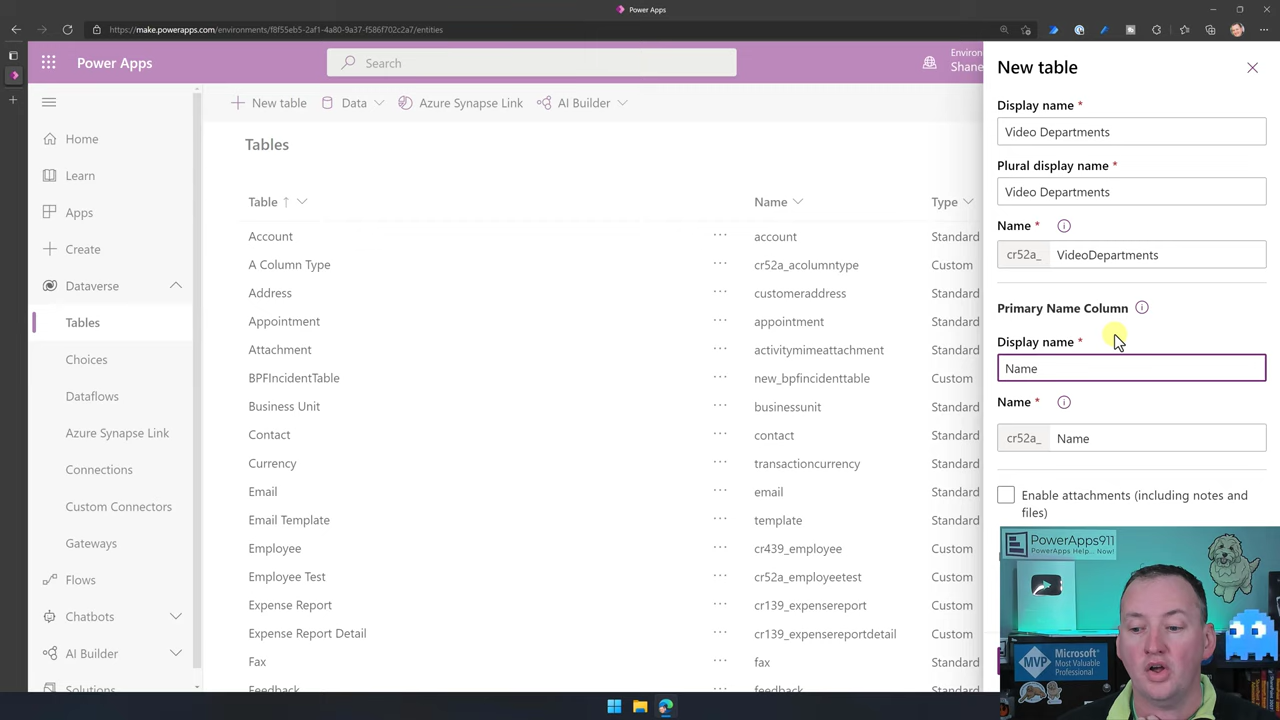 Power Apps
https://make.powerapps.com/environments/f8f55eb5-2af1-4a80-9a37-f586f702c2a7/entities
Power Apps
Search
Environ
Shane
New table
Data
Azure Synapse Link
AI Builder
Home
Learn
Apps
Create
Dataverse
Tables
Choices
Dataflows
Azure Synapse Link
Connections
Custom Connectors
Gateways
Flows
Chatbots
AI Builder
Solutions
Tables
Table ↑ Name Type
Account ... account Standard
A Column Type ... cr52a_acolumntype Custom
Address ... customeraddress Standard
Appointment ... appointment Standard
Attachment ... activitymimeattachment Standard
BPFIncidentTable ... new_bpfincidenttable Custom
Business Unit ... businessunit Standard
Contact ... contact Standard
Currency ... transactioncurrency Standard
Email ... email Standard
Email Template ... template Standard
Employee ... cr439_employee Custom
Employee Test ... cr52a_employeetest Custom
Expense Report ... cr139_expensereport Custom
Expense Report Detail ... cr139_expensereportdetail Custom
Fax ... fax Standard
Feedback ... feedback Standard
New table
Display name *
Video Departments
Plural display name *
Video Departments
Name *
cr52a_ VideoDepartments
Primary Name Column
Display name *
Name
Name *
cr52a_ Name
Enable attachments (including notes and
files)
PowerApps911
PowerApps Help... Now!
MVP Microsoft®
Most Valuable
Professional